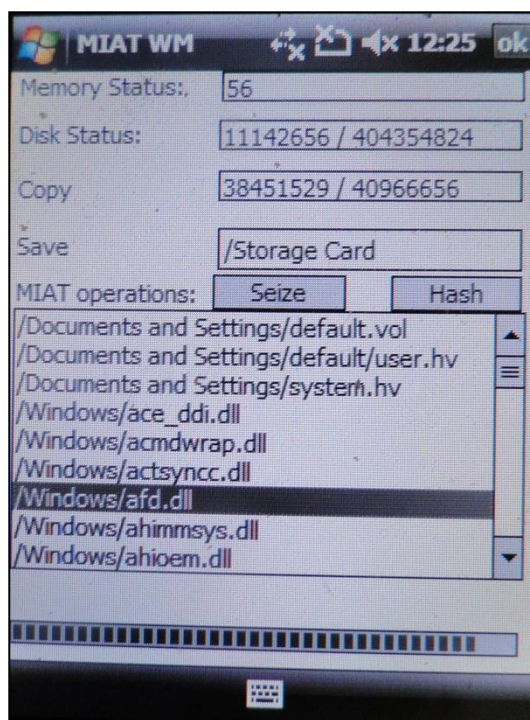 MIAT WM 12:25 ok
Memory Status:, 56
Disk Status: 11142656 / 404354824
Copy 38451529 / 40966656
Save /Storage Card
MIAT operations: Seize Hash
/Documents and Settings/default.vol
/Documents and Settings/default/user.hv
/Documents and Settings/system.hv
/Windows/ace_ddi.dll
/Windows/acmdwrap.dll
/Windows/actsyncc.dll
/Windows/afd.dll
/Windows/ahimmsys.dll
/Windows/ahioem.dll